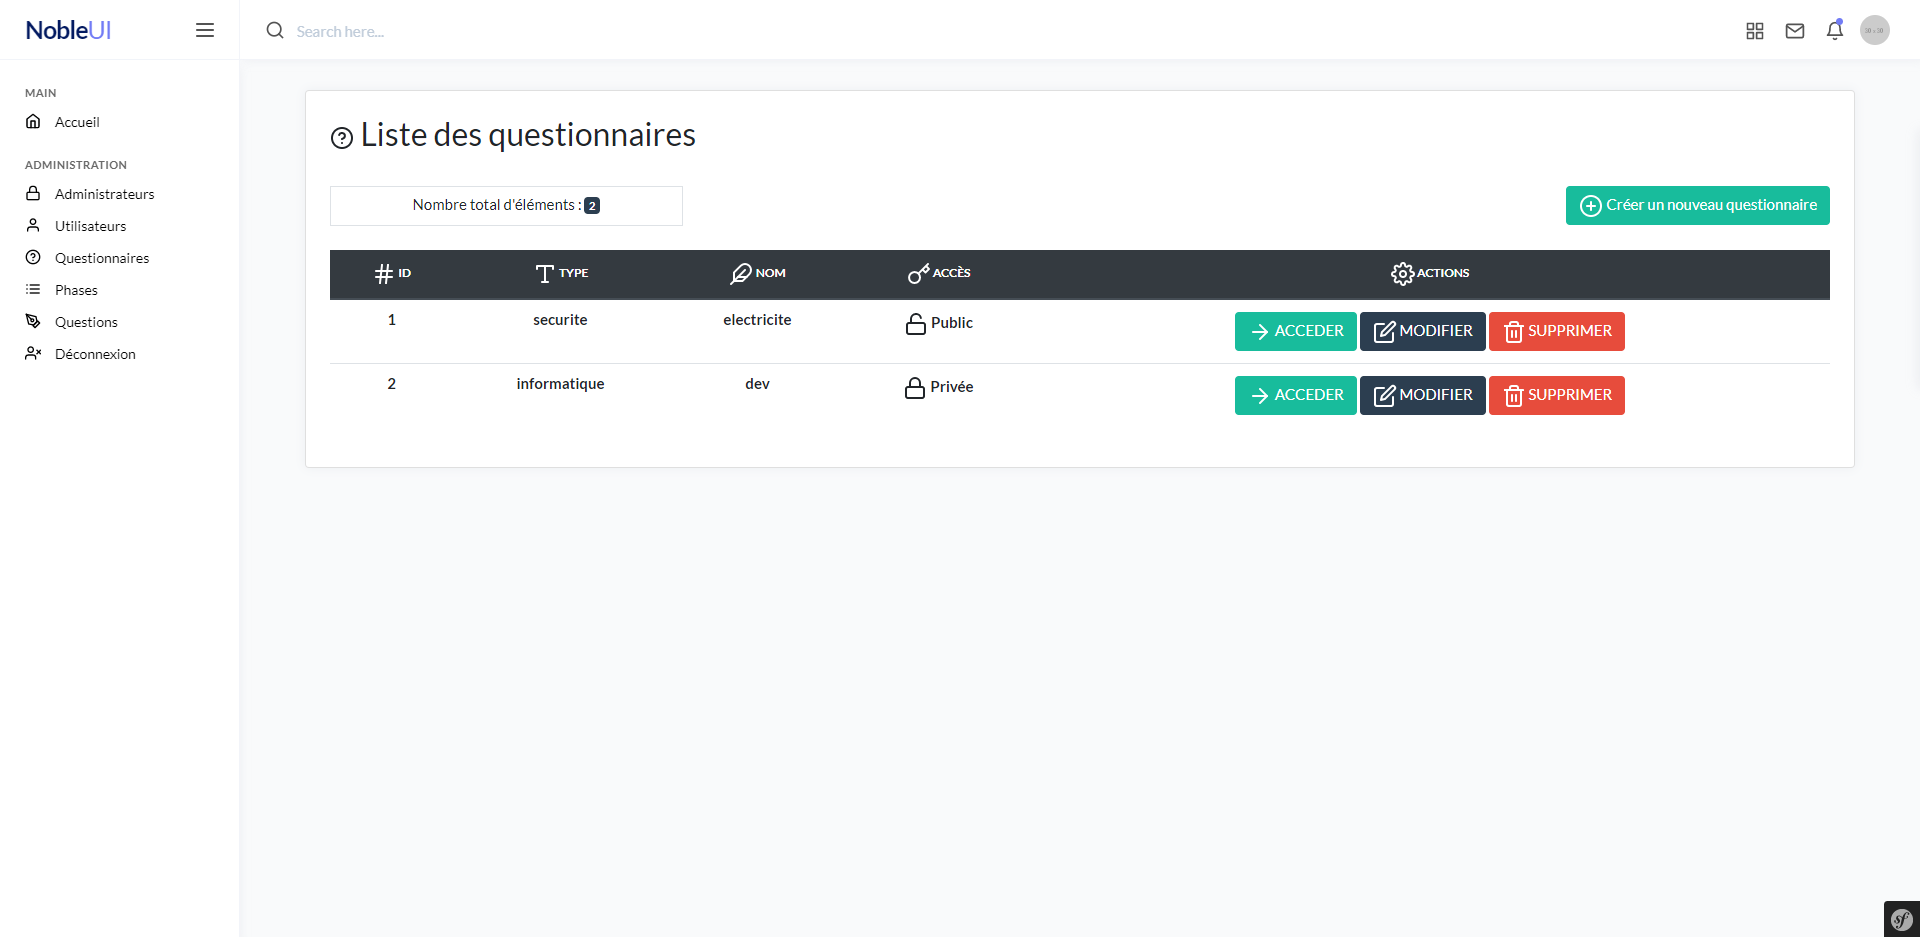 NobleUI
Search here...
MAIN
Accueil
ADMINISTRATION
Administrateurs
Utilisateurs
Questionnaires
Phases
Questions
Déconnexion
Liste des questionnaires
Nombre total d'éléments : 2
Créer un nouveau questionnaire
ID TYPE NOM ACCÈS ACTIONS
1 securite electricite Public ACCEDER MODIFIER SUPPRIMER
2 informatique dev Privée ACCEDER MODIFIER SUPPRIMER
sf